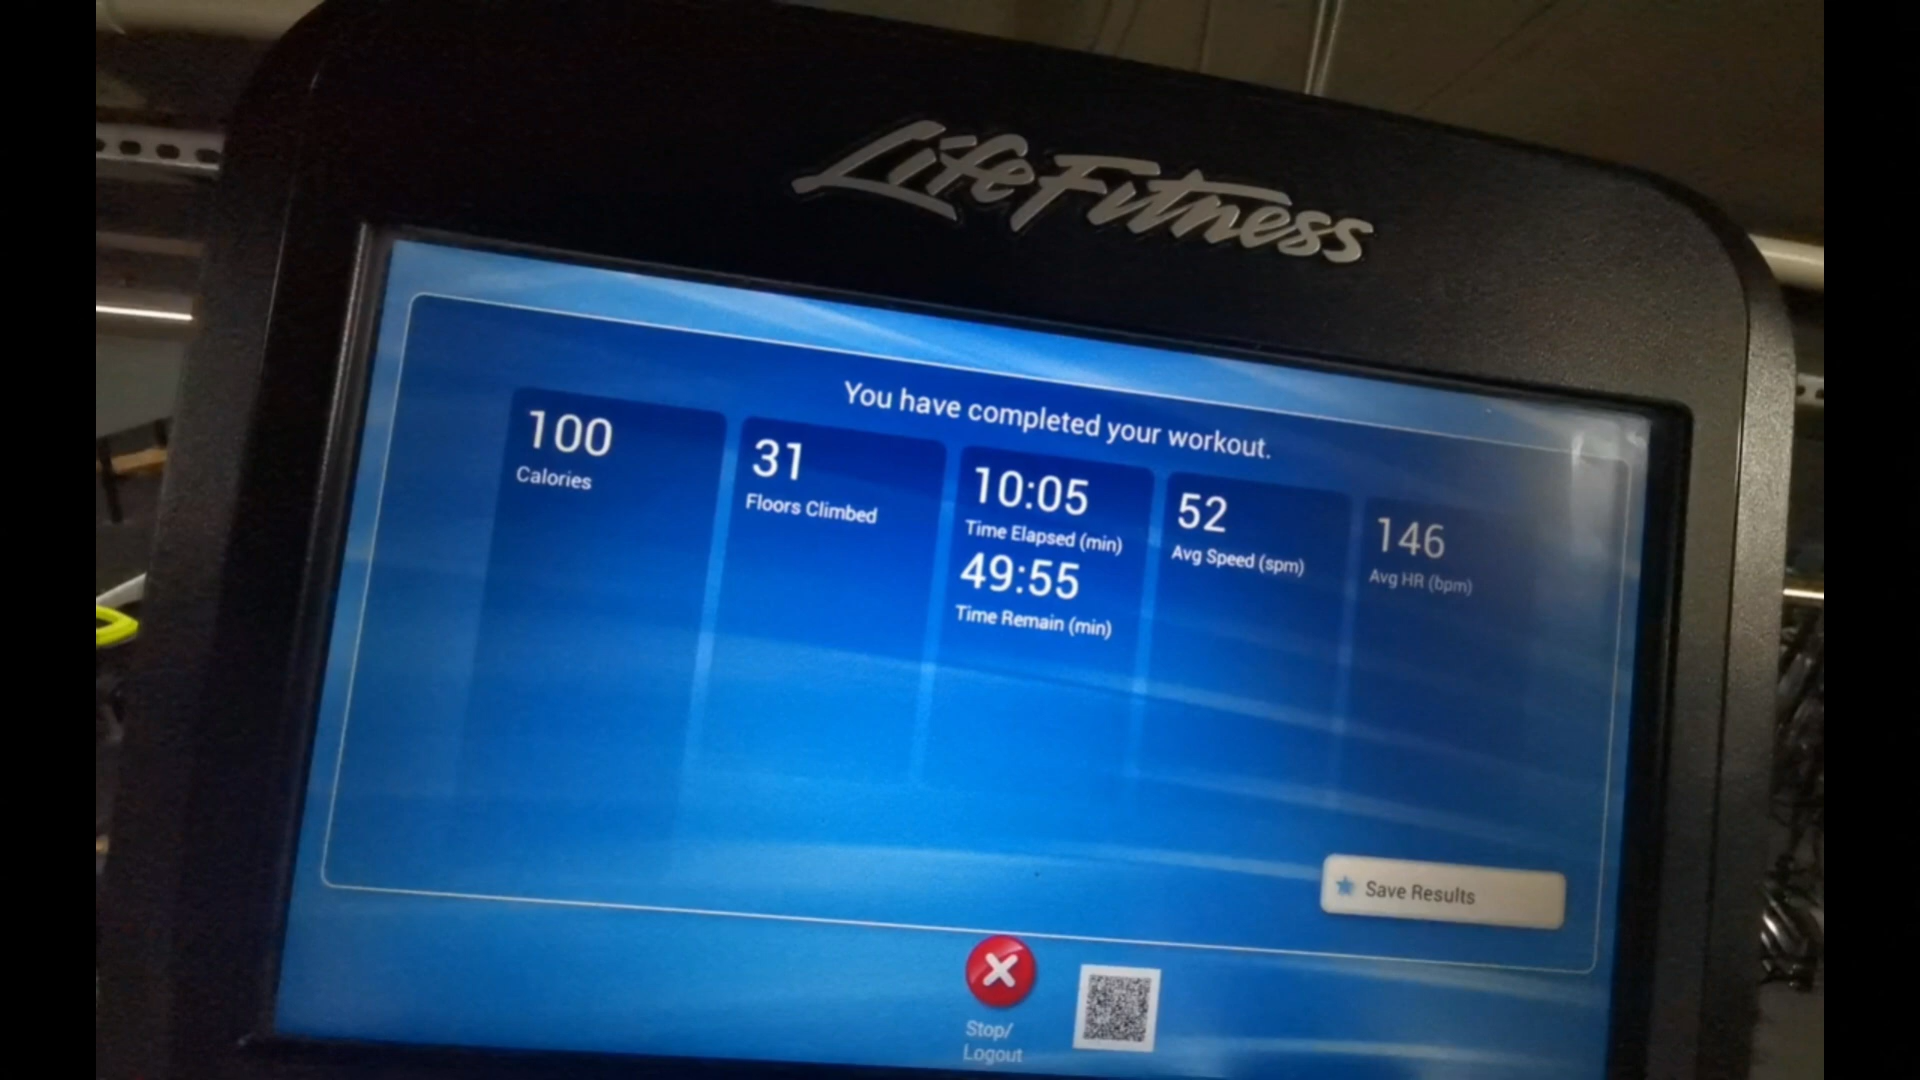 LifeFitness
You have completed your workout.
100
Calories
31
Floors Climbed
10:05
Time Elapsed (min)
49:55
Time Remain (min)
52
Avg Speed (spm)
146
Avg HR (bpm)
Save Results
Stop/
Logout